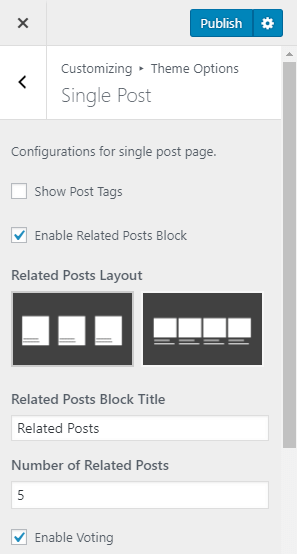 Publish
Customizing ▸ Theme Options
Single Post
Configurations for single post page.
Show Post Tags
Enable Related Posts Block
Related Posts Layout
Related Posts Block Title
Related Posts
Number of Related Posts
5
Enable Voting